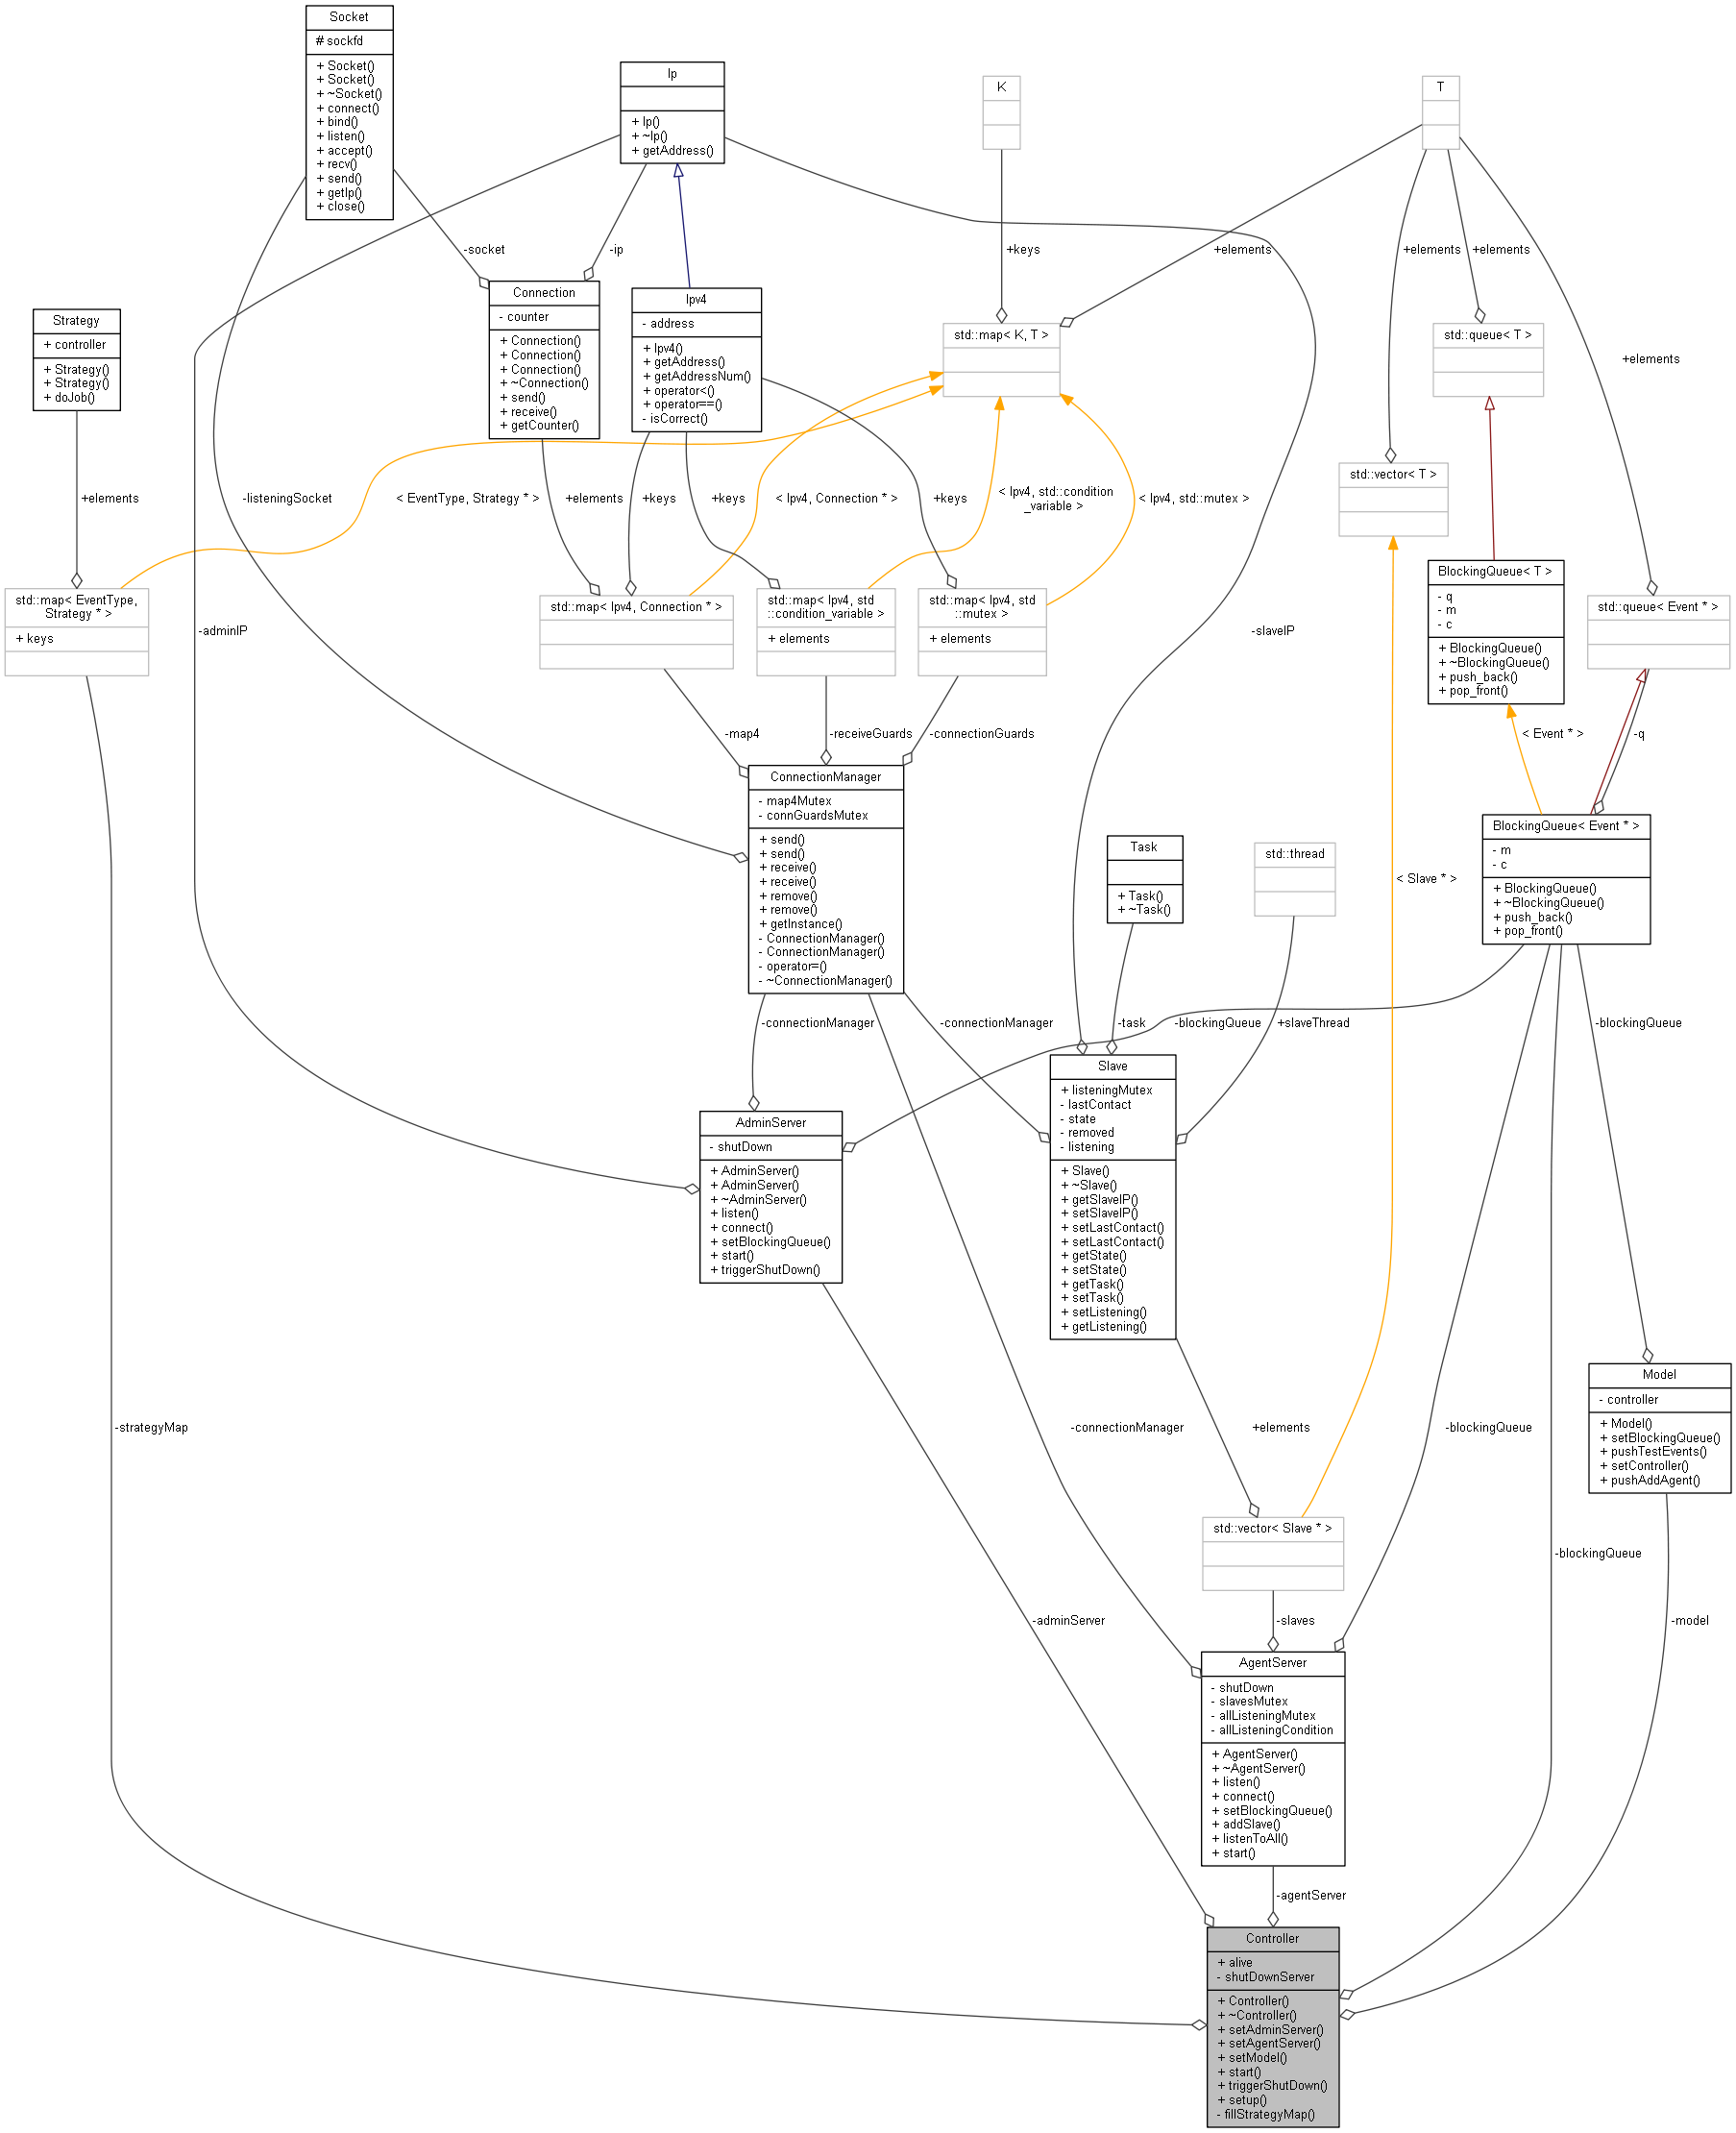 Socket
# sockfd
+ Socket()
+ Socket()
+ ~Socket()
+ connect()
+ bind()
+ listen()
+ accept()
+ recv()
+ send()
+ getIp()
+ close()
Ip
+ Ip()
+ ~Ip()
+ getAddress()
K
T
-socket
-ip
+keys
+elements
+elements
+elements
+elements
Connection
- counter
+ Connection()
+ Connection()
+ Connection()
+ ~Connection()
+ send()
+ receive()
+ getCounter()
Ipv4
- address
+ Ipv4()
+ getAddress()
+ getAddressNum()
+ operator<()
+ operator==()
- isCorrect()
Strategy
+ controller
+ Strategy()
+ Strategy()
+ doJob()
std::map< K, T >
std::queue< T >
std::vector< T >
+elements
-listeningSocket
< EventType, Strategy * >
+elements
+keys
+keys
< Ipv4, Connection * >
+keys
< Ipv4, std::condition
_variable >
< Ipv4, std::mutex >
std::map< EventType,
Strategy * >
+ keys
-adminIP
std::map< Ipv4, Connection * >
std::map< Ipv4, std
::condition_variable >
+ elements
std::map< Ipv4, std
::mutex >
+ elements
-slaveIP
BlockingQueue< T >
- q
- m
- c
+ BlockingQueue()
+ ~BlockingQueue()
+ push_back()
+ pop_front()
std::queue< Event * >
-map4
-receiveGuards
-connectionGuards
< Event * >
-q
ConnectionManager
- map4Mutex
- connGuardsMutex
+ send()
+ send()
+ receive()
+ receive()
+ remove()
+ remove()
+ getInstance()
- ConnectionManager()
- ConnectionManager()
- operator=()
- ~ConnectionManager()
Task
+ Task()
+ ~Task()
std::thread
< Slave * >
BlockingQueue< Event * >
- m
- c
+ BlockingQueue()
+ ~BlockingQueue()
+ push_back()
+ pop_front()
-connectionManager
-connectionManager
-task
-blockingQueue
+slaveThread
-blockingQueue
AdminServer
- shutDown
+ AdminServer()
+ AdminServer()
+ ~AdminServer()
+ listen()
+ connect()
+ setBlockingQueue()
+ start()
+ triggerShutDown()
Slave
+ listeningMutex
- lastContact
- state
- removed
- listening
+ Slave()
+ ~Slave()
+ getSlaveIP()
+ setSlaveIP()
+ setLastContact()
+ setLastContact()
+ getState()
+ setState()
+ getTask()
+ setTask()
+ setListening()
+ getListening()
Model
- controller
+ Model()
+ setBlockingQueue()
+ pushTestEvents()
+ setController()
+ pushAddAgent()
-strategyMap
-connectionManager
+elements
-blockingQueue
std::vector< Slave * >
-blockingQueue
-adminServer
-slaves
-model
AgentServer
- shutDown
- slavesMutex
- allListeningMutex
- allListeningCondition
+ AgentServer()
+ ~AgentServer()
+ listen()
+ connect()
+ setBlockingQueue()
+ addSlave()
+ listenToAll()
+ start()
-agentServer
Controller
+ alive
- shutDownServer
+ Controller()
+ ~Controller()
+ setAdminServer()
+ setAgentServer()
+ setModel()
+ start()
+ triggerShutDown()
+ setup()
- fillStrategyMap()